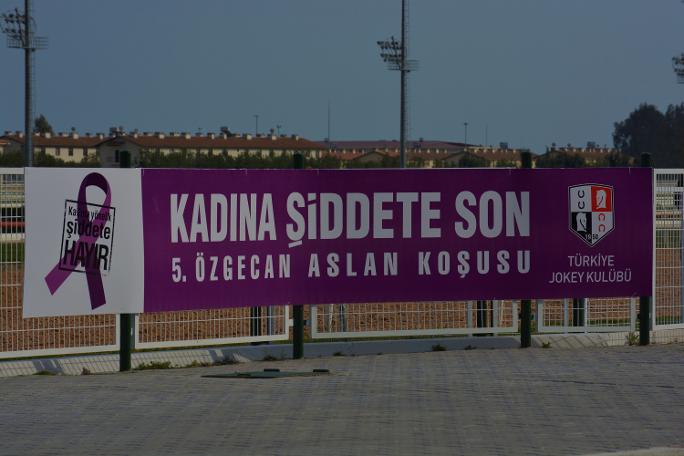 Kadına yönelik
şiddete
HAYIR
KADINA ŞİDDETE SON
5. ÖZGECAN ASLAN KOŞUSU
TÜRKİYE
JOKEY KULÜBÜ